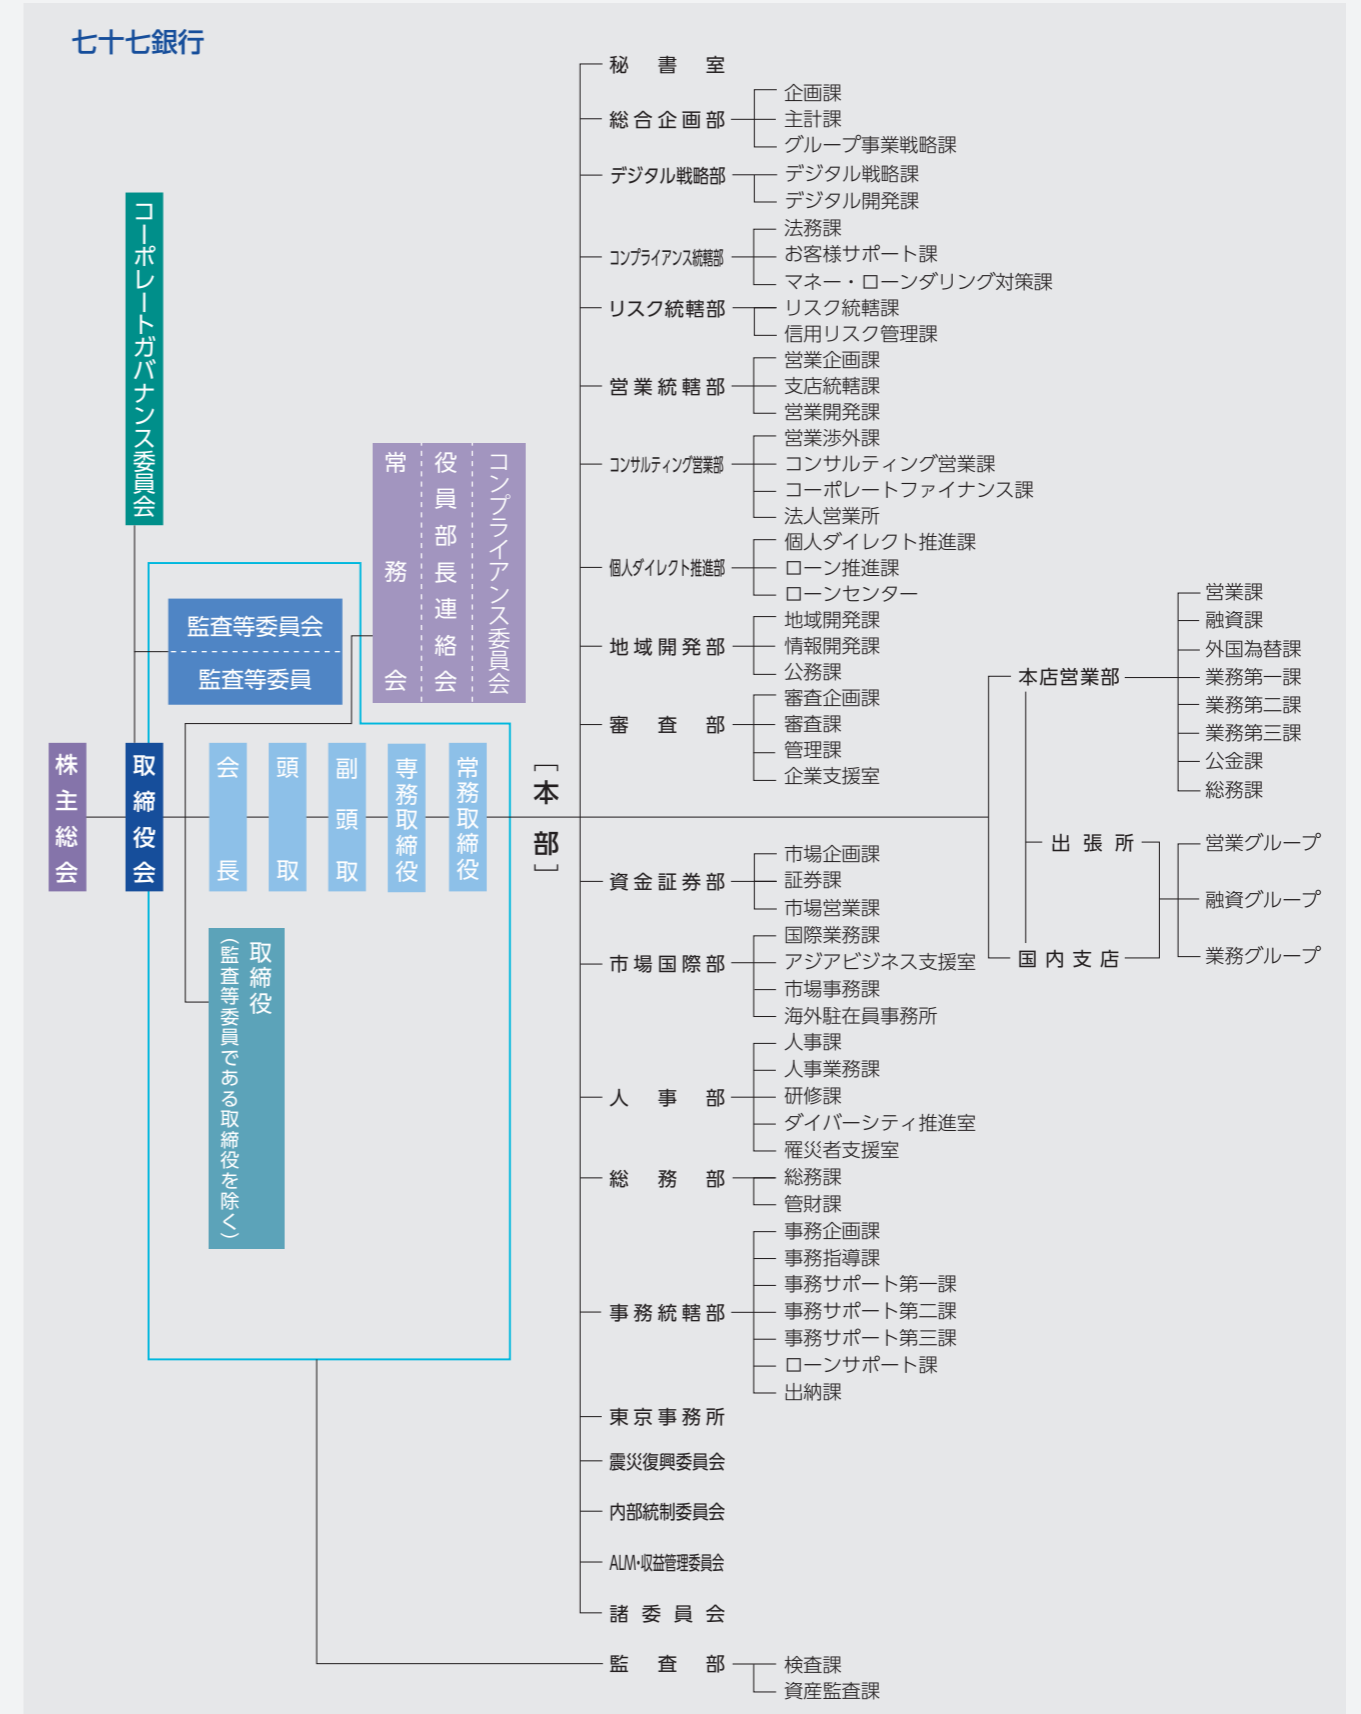 七十七銀行
コーポレートガバナンス委員会
監査等委員会
監査等委員
常務会
役員部長連絡会
コンプライアンス委員会
株主総会
取締役会
会長
頭取
副頭取
専務取締役
常務取締役
取締役
（監査等委員である取締役を除く）
［本部］
秘書室
総合企画部
企画課
主計課
グループ事業戦略課
デジタル戦略部
デジタル戦略課
デジタル開発課
コンプライアンス統轄部
法務課
お客様サポート課
マネー・ローンダリング対策課
リスク統轄部
リスク統轄課
信用リスク管理課
営業統轄部
営業企画課
支店統轄課
営業開発課
コンサルティング営業部
営業渉外課
コンサルティング営業課
コーポレートファイナンス課
法人営業所
個人ダイレクト推進部
個人ダイレクト推進課
ローン推進課
ローンセンター
地域開発部
地域開発課
情報開発課
公務課
審査部
審査企画課
審査課
管理課
企業支援室
資金証券部
市場企画課
証券課
市場営業課
市場国際部
国際業務課
アジアビジネス支援室
市場事務課
海外駐在員事務所
人事部
人事課
人事業務課
研修課
ダイバーシティ推進室
罹災者支援室
総務部
総務課
管財課
事務統轄部
事務企画課
事務指導課
事務サポート第一課
事務サポート第二課
事務サポート第三課
ローンサポート課
出納課
東京事務所
震災復興委員会
内部統制委員会
ALM・収益管理委員会
諸委員会
監査部
検査課
資産監査課
本店営業部
営業課
融資課
外国為替課
業務第一課
業務第二課
業務第三課
公金課
総務課
出張所
国内支店
営業グループ
融資グループ
業務グループ